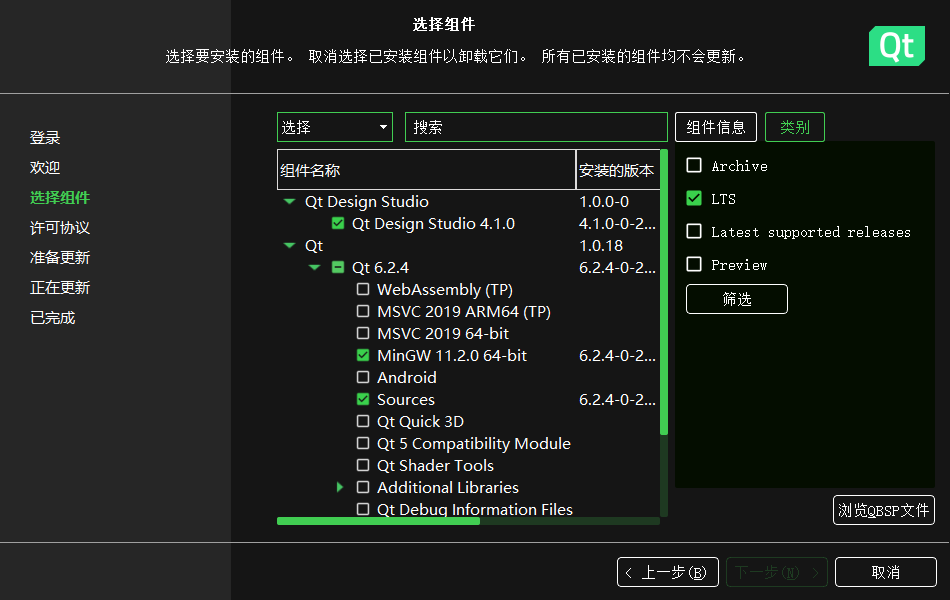 选择组件
选择要安装的组件。 取消选择已安装组件以卸载它们。 所有已安装的组件均不会更新。
Qt
登录
欢迎
选择组件
许可协议
准备更新
正在更新
已完成
选择 搜索 组件信息 类别
组件名称 安装的版本
Qt Design Studio 1.0.0-0
Qt Design Studio 4.1.0 4.1.0-0-2...
Qt 1.0.18
Qt 6.2.4 6.2.4-0-2...
WebAssembly (TP)
MSVC 2019 ARM64 (TP)
MSVC 2019 64-bit
MinGW 11.2.0 64-bit 6.2.4-0-2...
Android
Sources 6.2.4-0-2...
Qt Quick 3D
Qt 5 Compatibility Module
Qt Shader Tools
Additional Libraries
Qt Debug Information Files
Archive
LTS
Latest supported releases
Preview
筛选
浏览QBSP文件
< 上一步(B) 下一步(N) > 取消